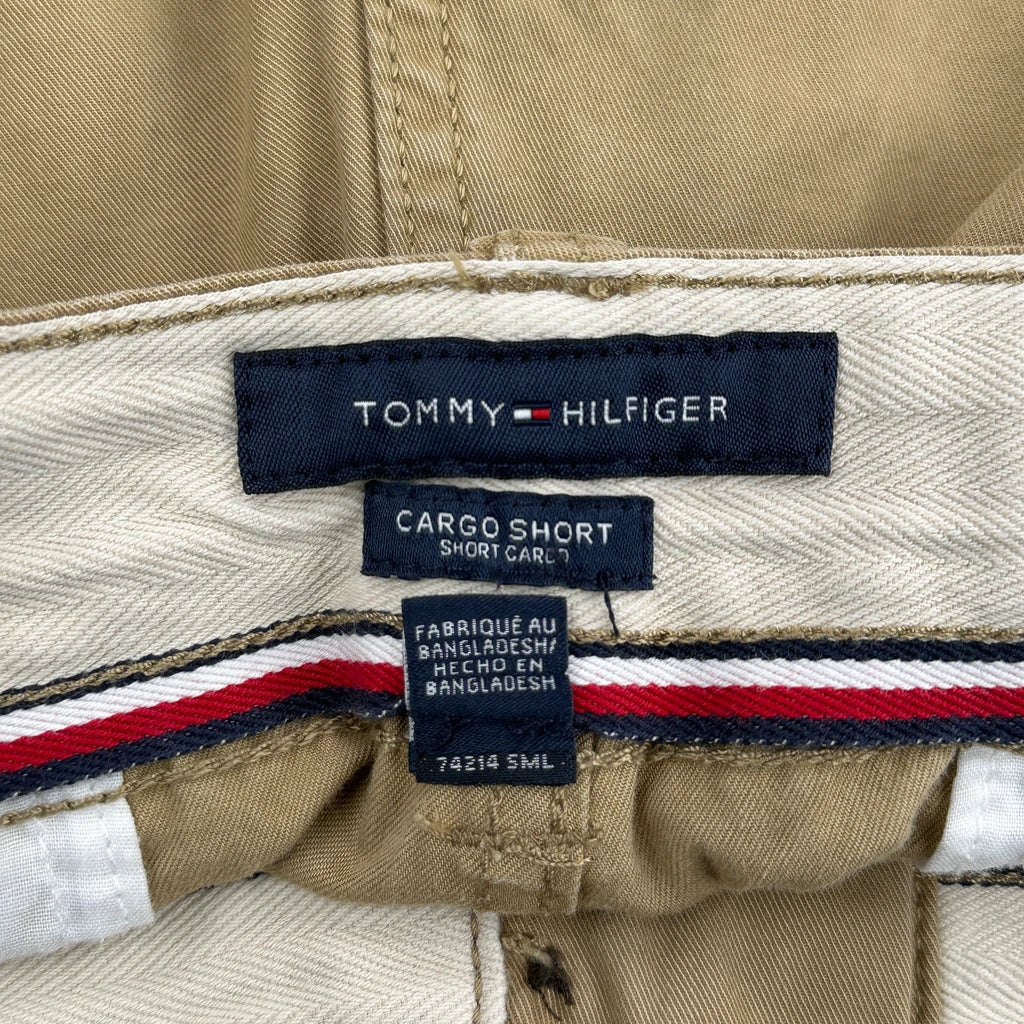 TOMMY HILFIGER
CARGO SHORT
SHORT CARGO
FABRIQUÉ AU
BANGLADESH/
HECHO EN
BANGLADESH
74214 SML